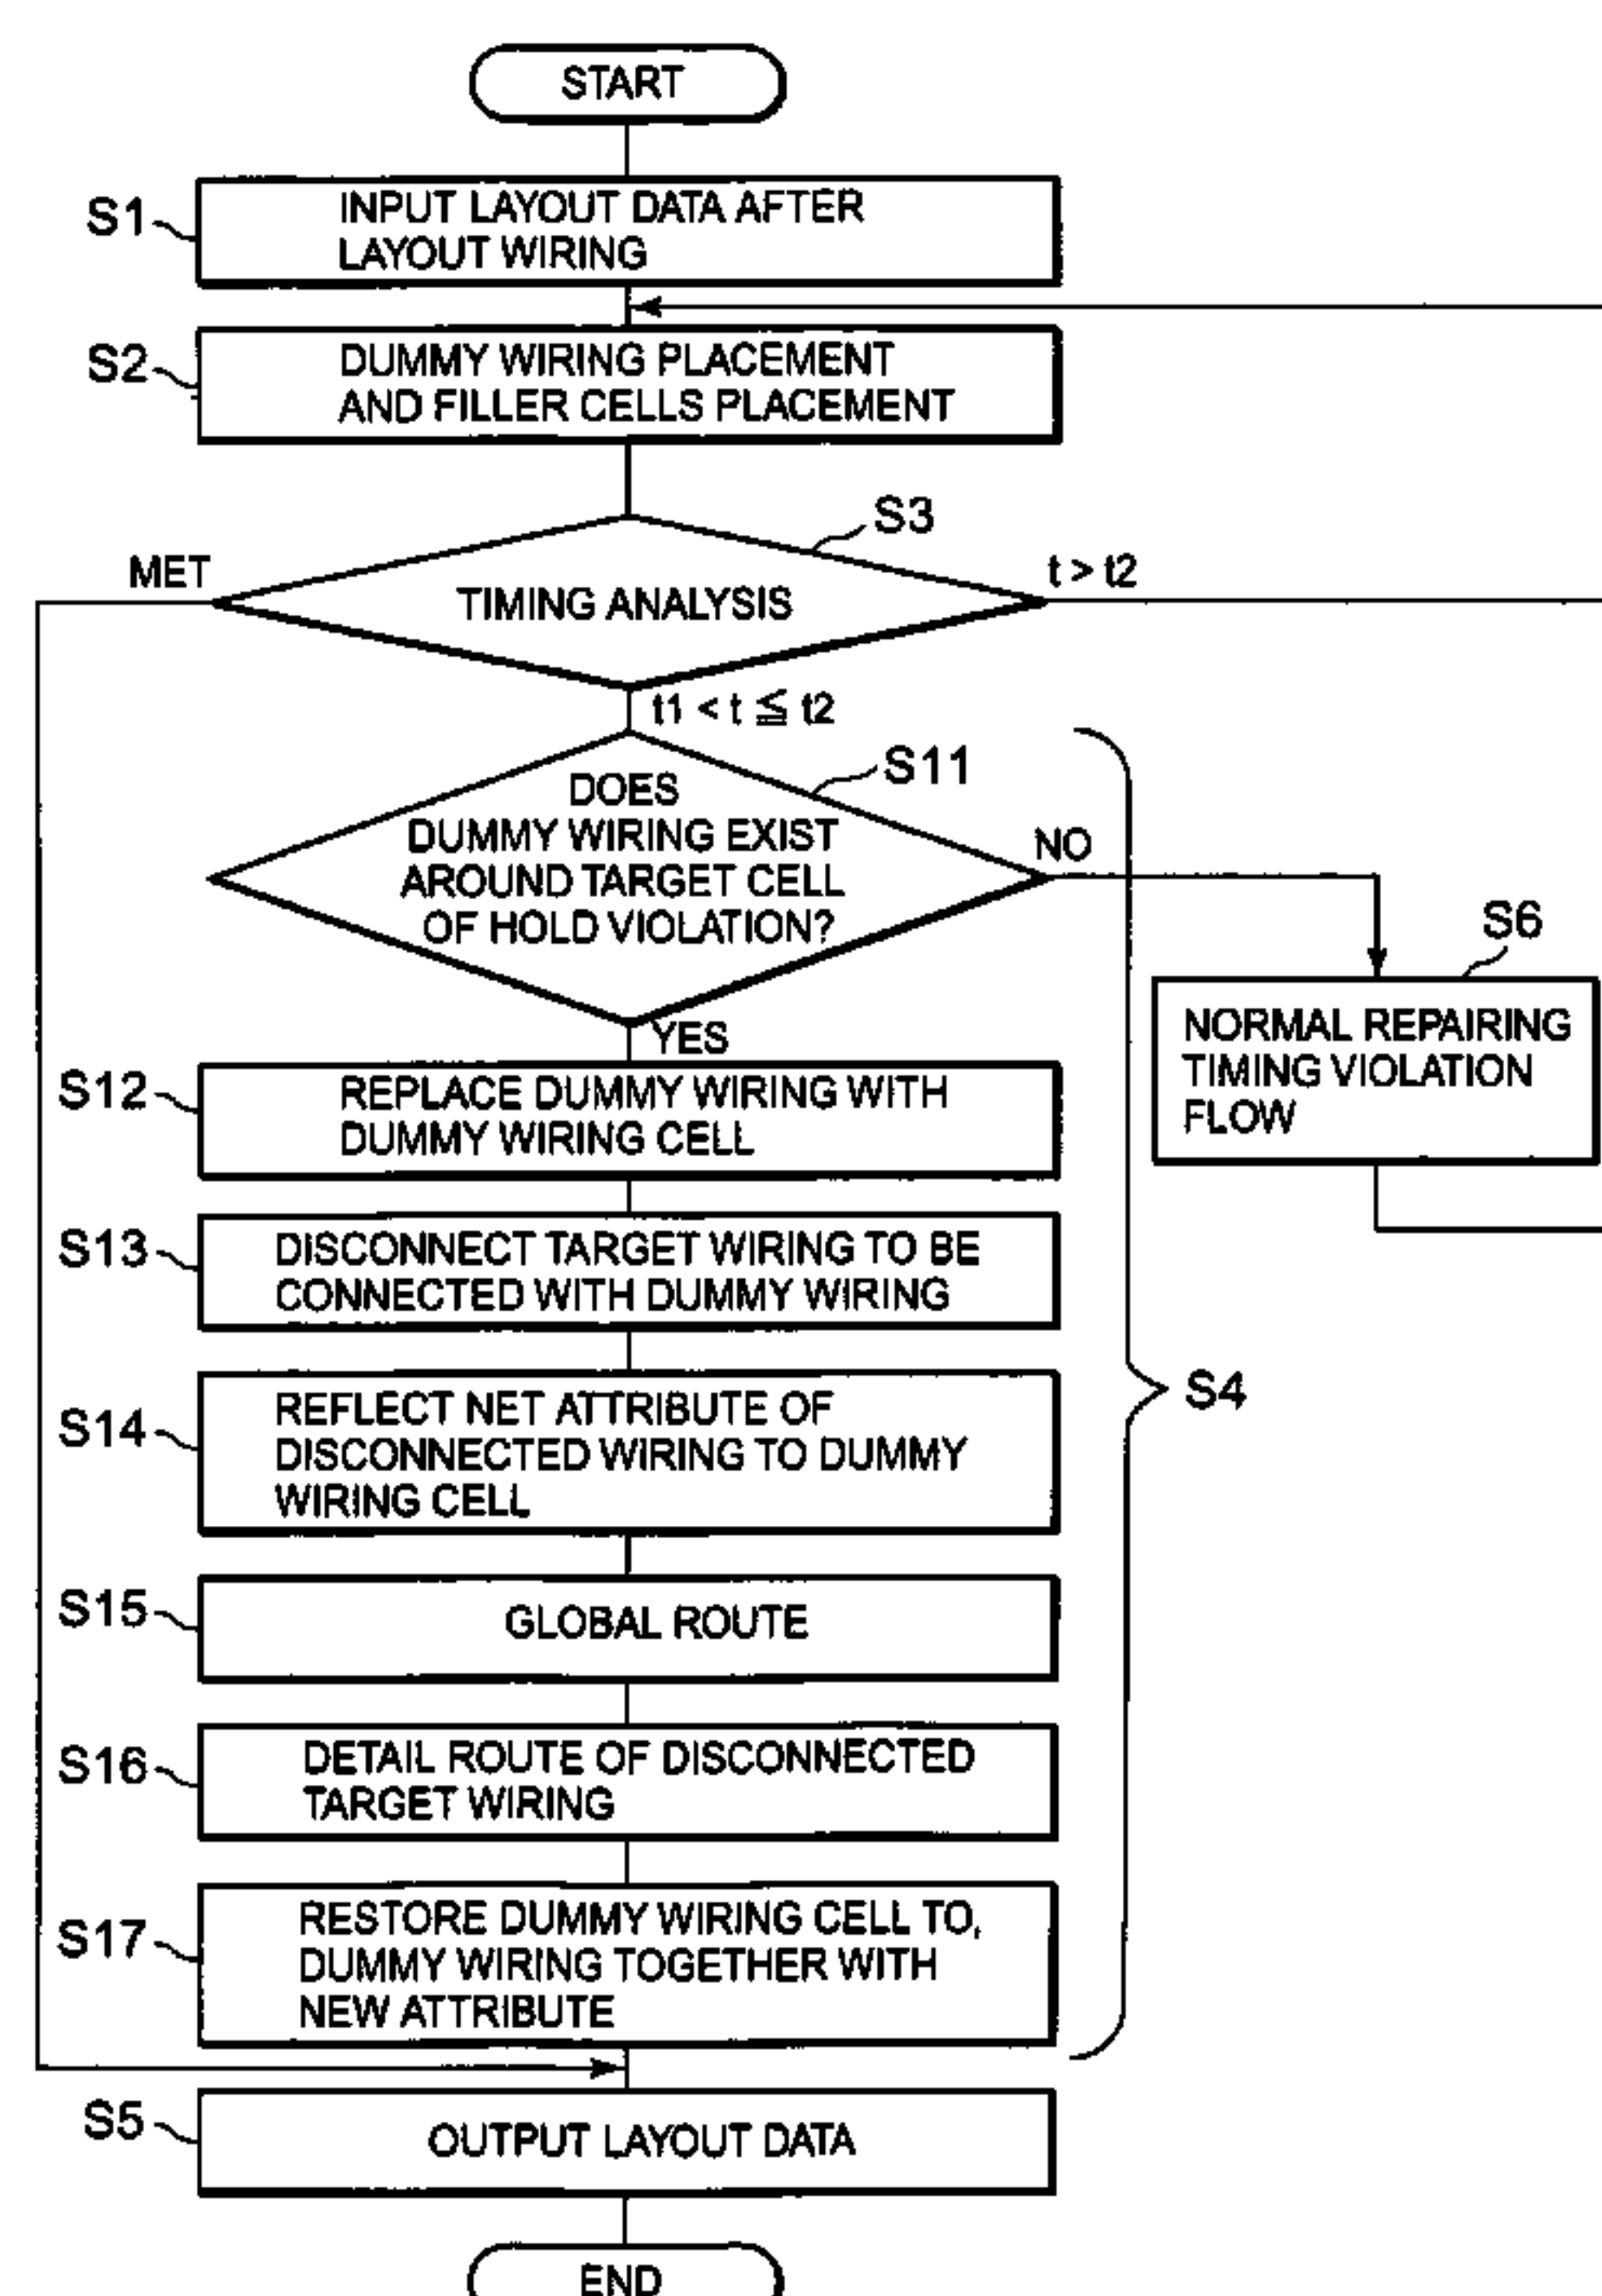 START
S1
INPUT LAYOUT DATA AFTER
LAYOUT WIRING
S2
DUMMY WIRING PLACEMENT
AND FILLER CELLS PLACEMENT
S3
MET
TIMING ANALYSIS
t > t2
t1 < t ≦ t2
S11
DOES
DUMMY WIRING EXIST
AROUND TARGET CELL
OF HOLD VIOLATION?
NO
YES
S6
NORMAL REPAIRING
TIMING VIOLATION
FLOW
S12
REPLACE DUMMY WIRING WITH
DUMMY WIRING CELL
S13
DISCONNECT TARGET WIRING TO BE
CONNECTED WITH DUMMY WIRING
S4
S14
REFLECT NET ATTRIBUTE OF
DISCONNECTED WIRING TO DUMMY
WIRING CELL
S15
GLOBAL ROUTE
S16
DETAIL ROUTE OF DISCONNECTED
TARGET WIRING
S17
RESTORE DUMMY WIRING CELL TO,
DUMMY WIRING TOGETHER WITH
NEW ATTRIBUTE
S5
OUTPUT LAYOUT DATA
END